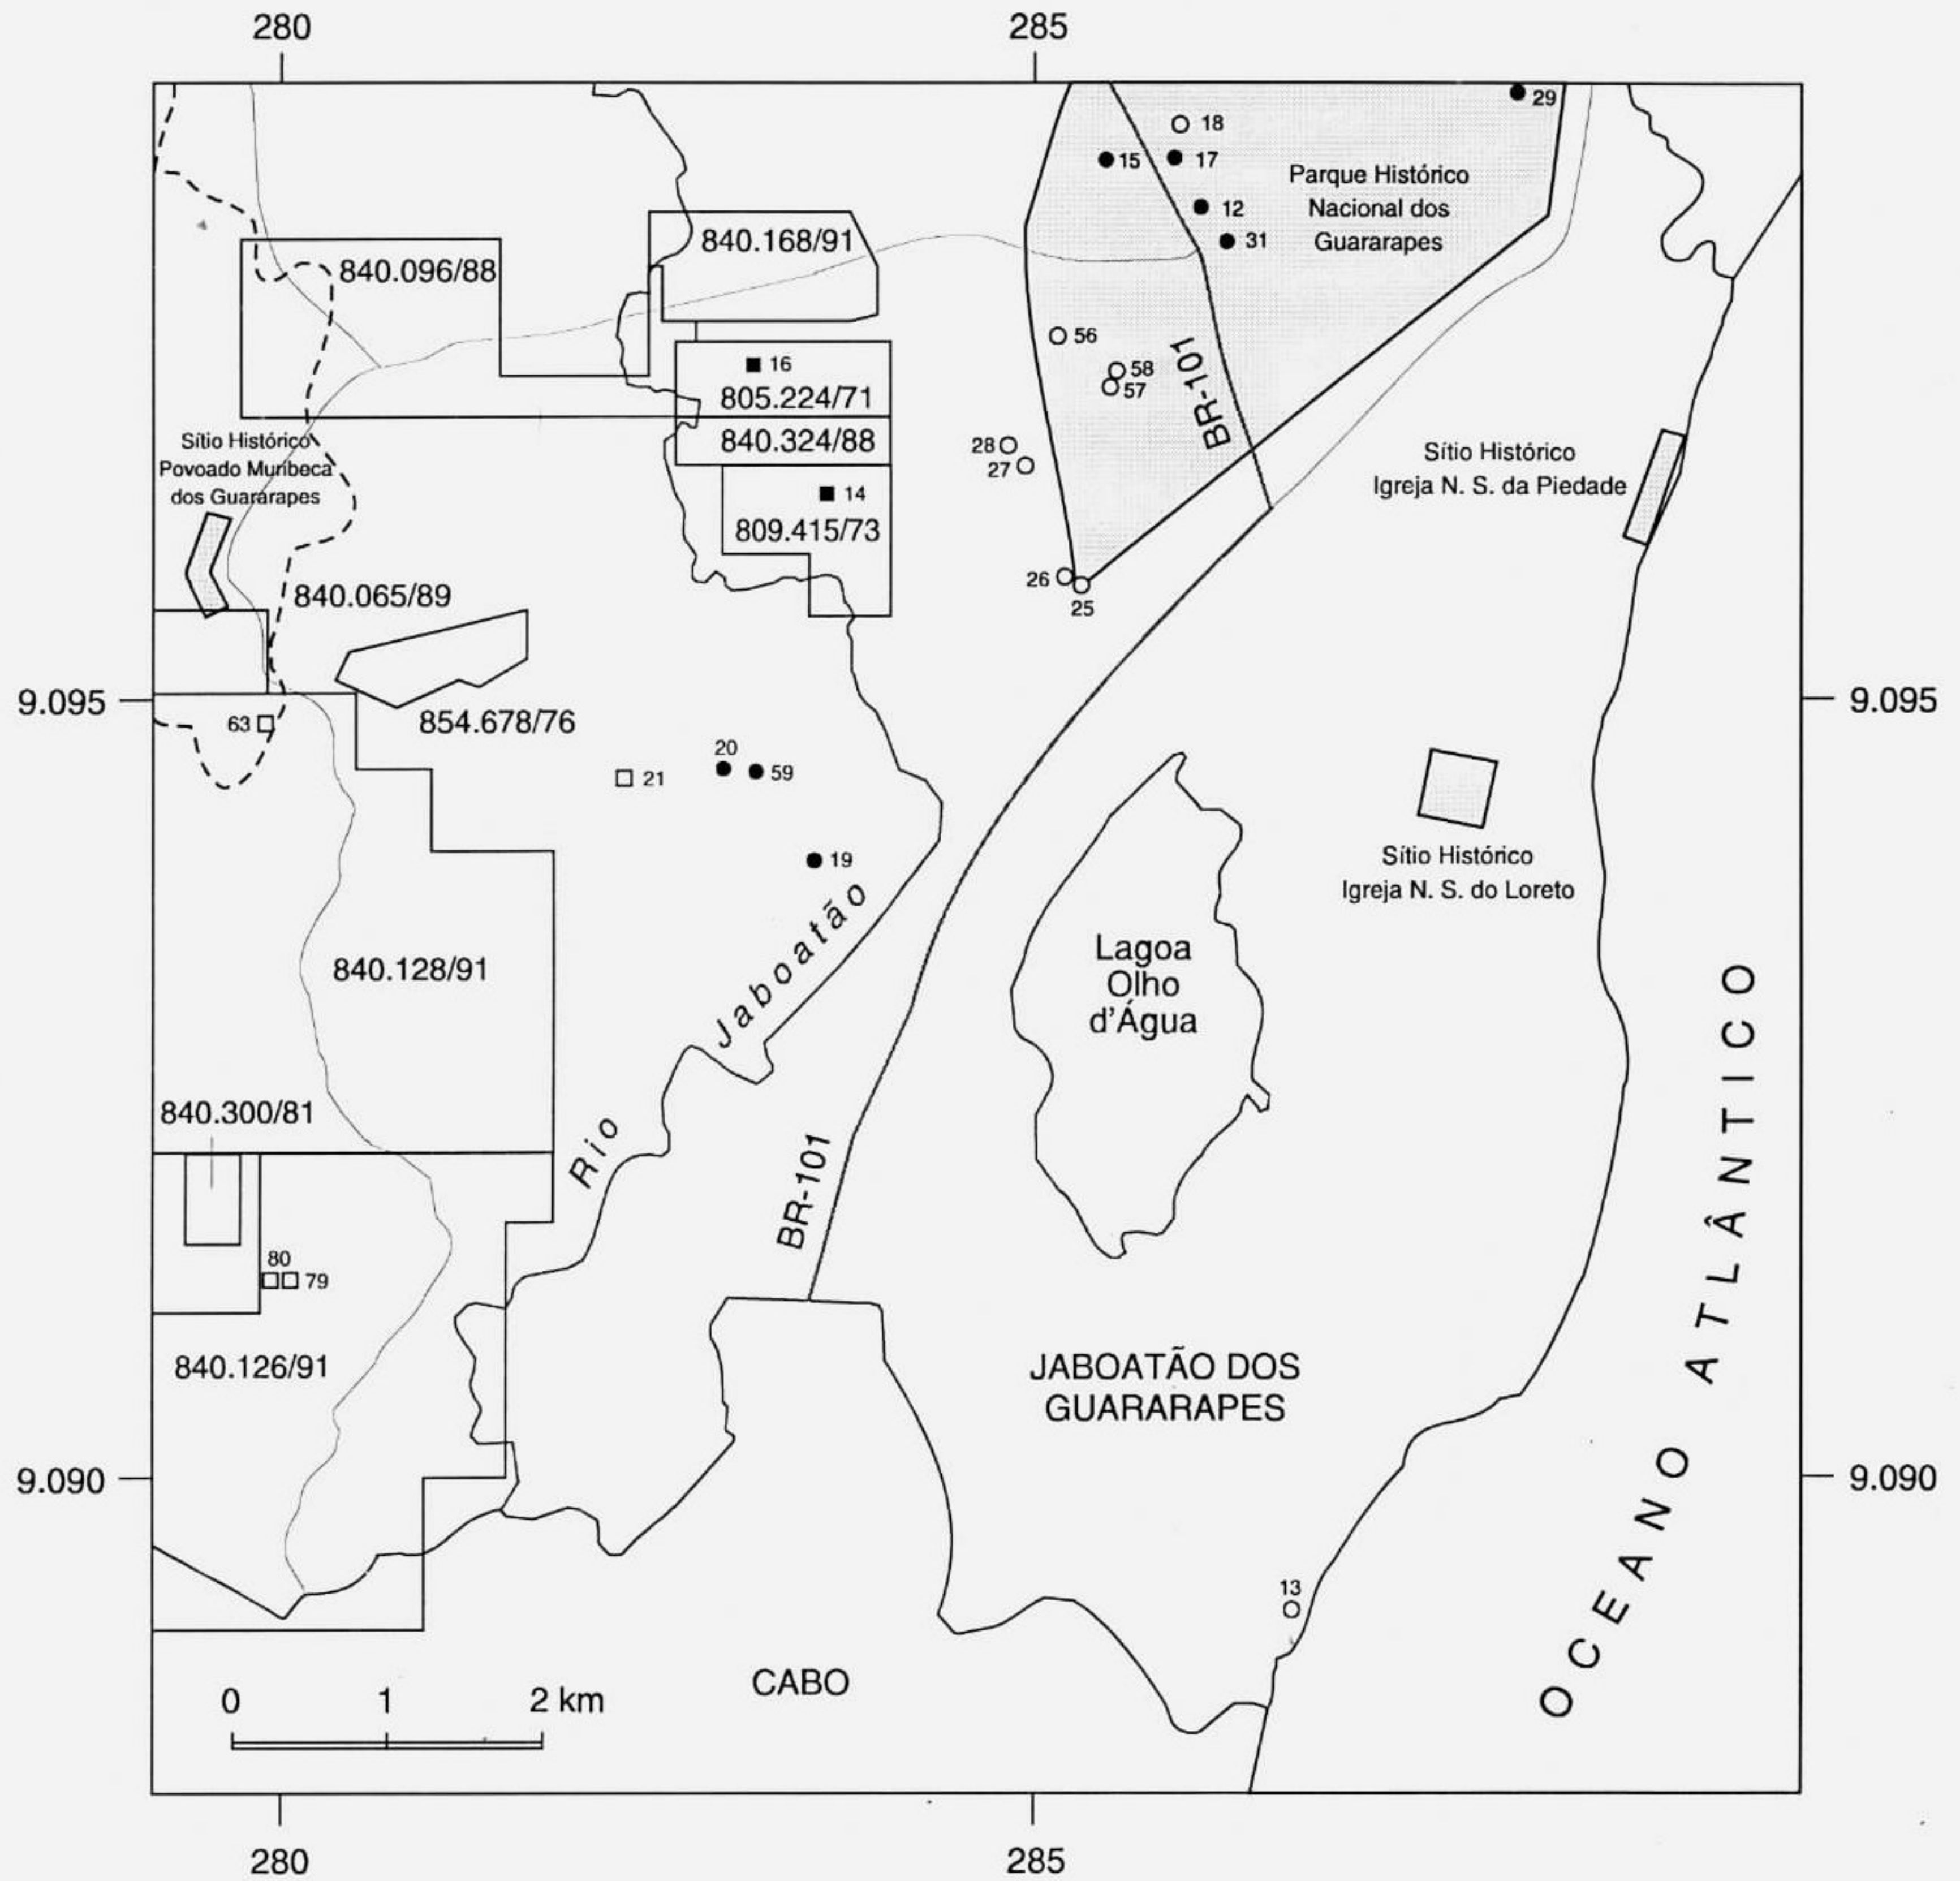 280
285
29
18
15
17
Parque Histórico
Nacional dos
Guararapes
12
31
840.168/91
840.096/88
56
58
57
BR-101
16
805.224/71
840.324/88
28
27
14
809.415/73
Sítio Histórico
Povoado Muribeca
dos Guararapes
Sítio Histórico
Igreja N. S. da Piedade
26
25
840.065/89
9.095
9.095
63
854.678/76
20
59
21
19
Sítio Histórico
Igreja N. S. do Loreto
Lagoa
Olho
d'Água
840.128/91
Rio Jaboatão
840.300/81
BR-101
80
79
840.126/91
JABOATÃO DOS
GUARARAPES
OCEANO ATLÂNTICO
9.090
9.090
13
CABO
0 1 2 km
280
285